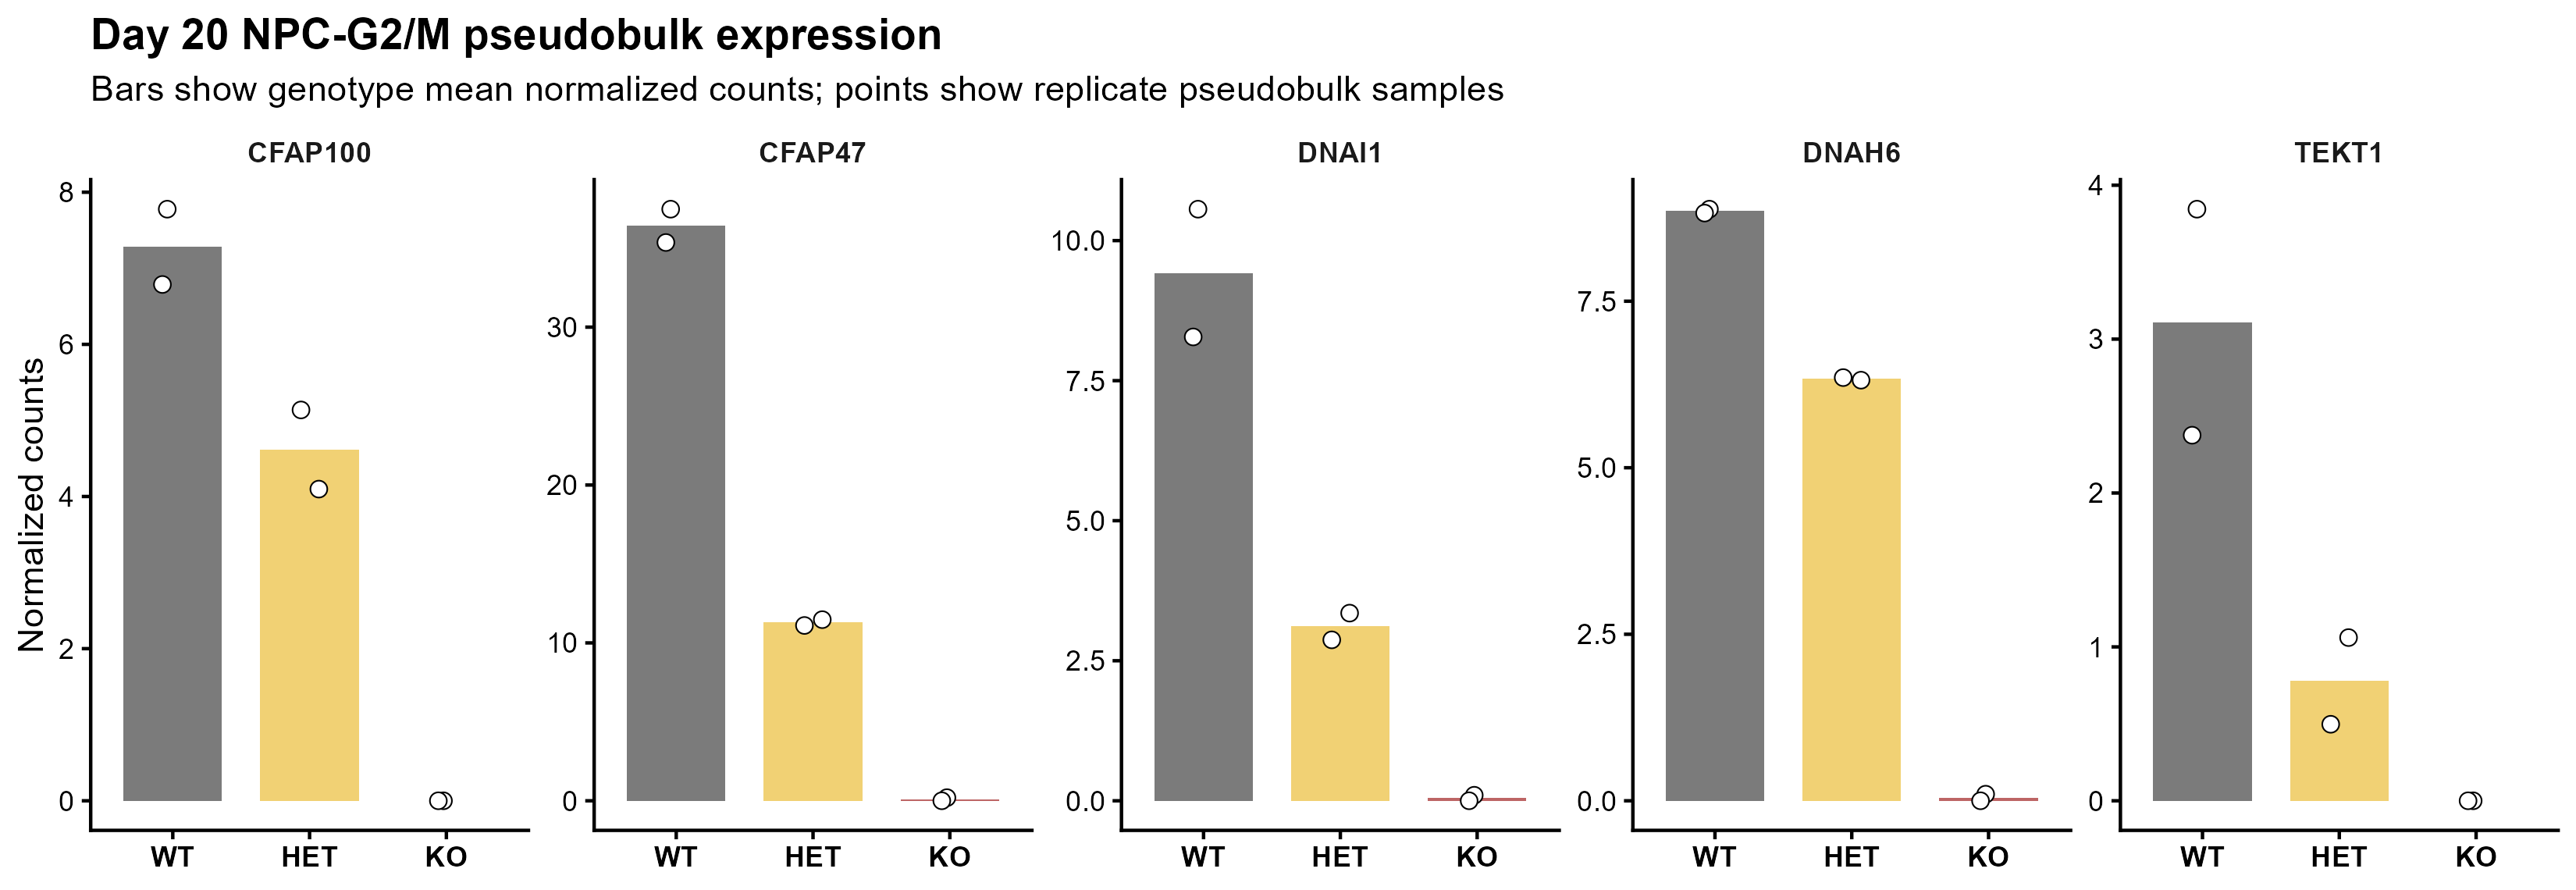 Day 20 NPC-G2/M pseudobulk expression
Bars show genotype mean normalized counts; points show replicate pseudobulk samples
CFAP100
CFAP47
DNAI1
DNAH6
TEKT1
Normalized counts
8
6
4
2
0
30
20
10
0
10.0
7.5
5.0
2.5
0.0
7.5
5.0
2.5
0.0
4
3
2
1
0
WT HET KO
WT HET KO
WT HET KO
WT HET KO
WT HET KO